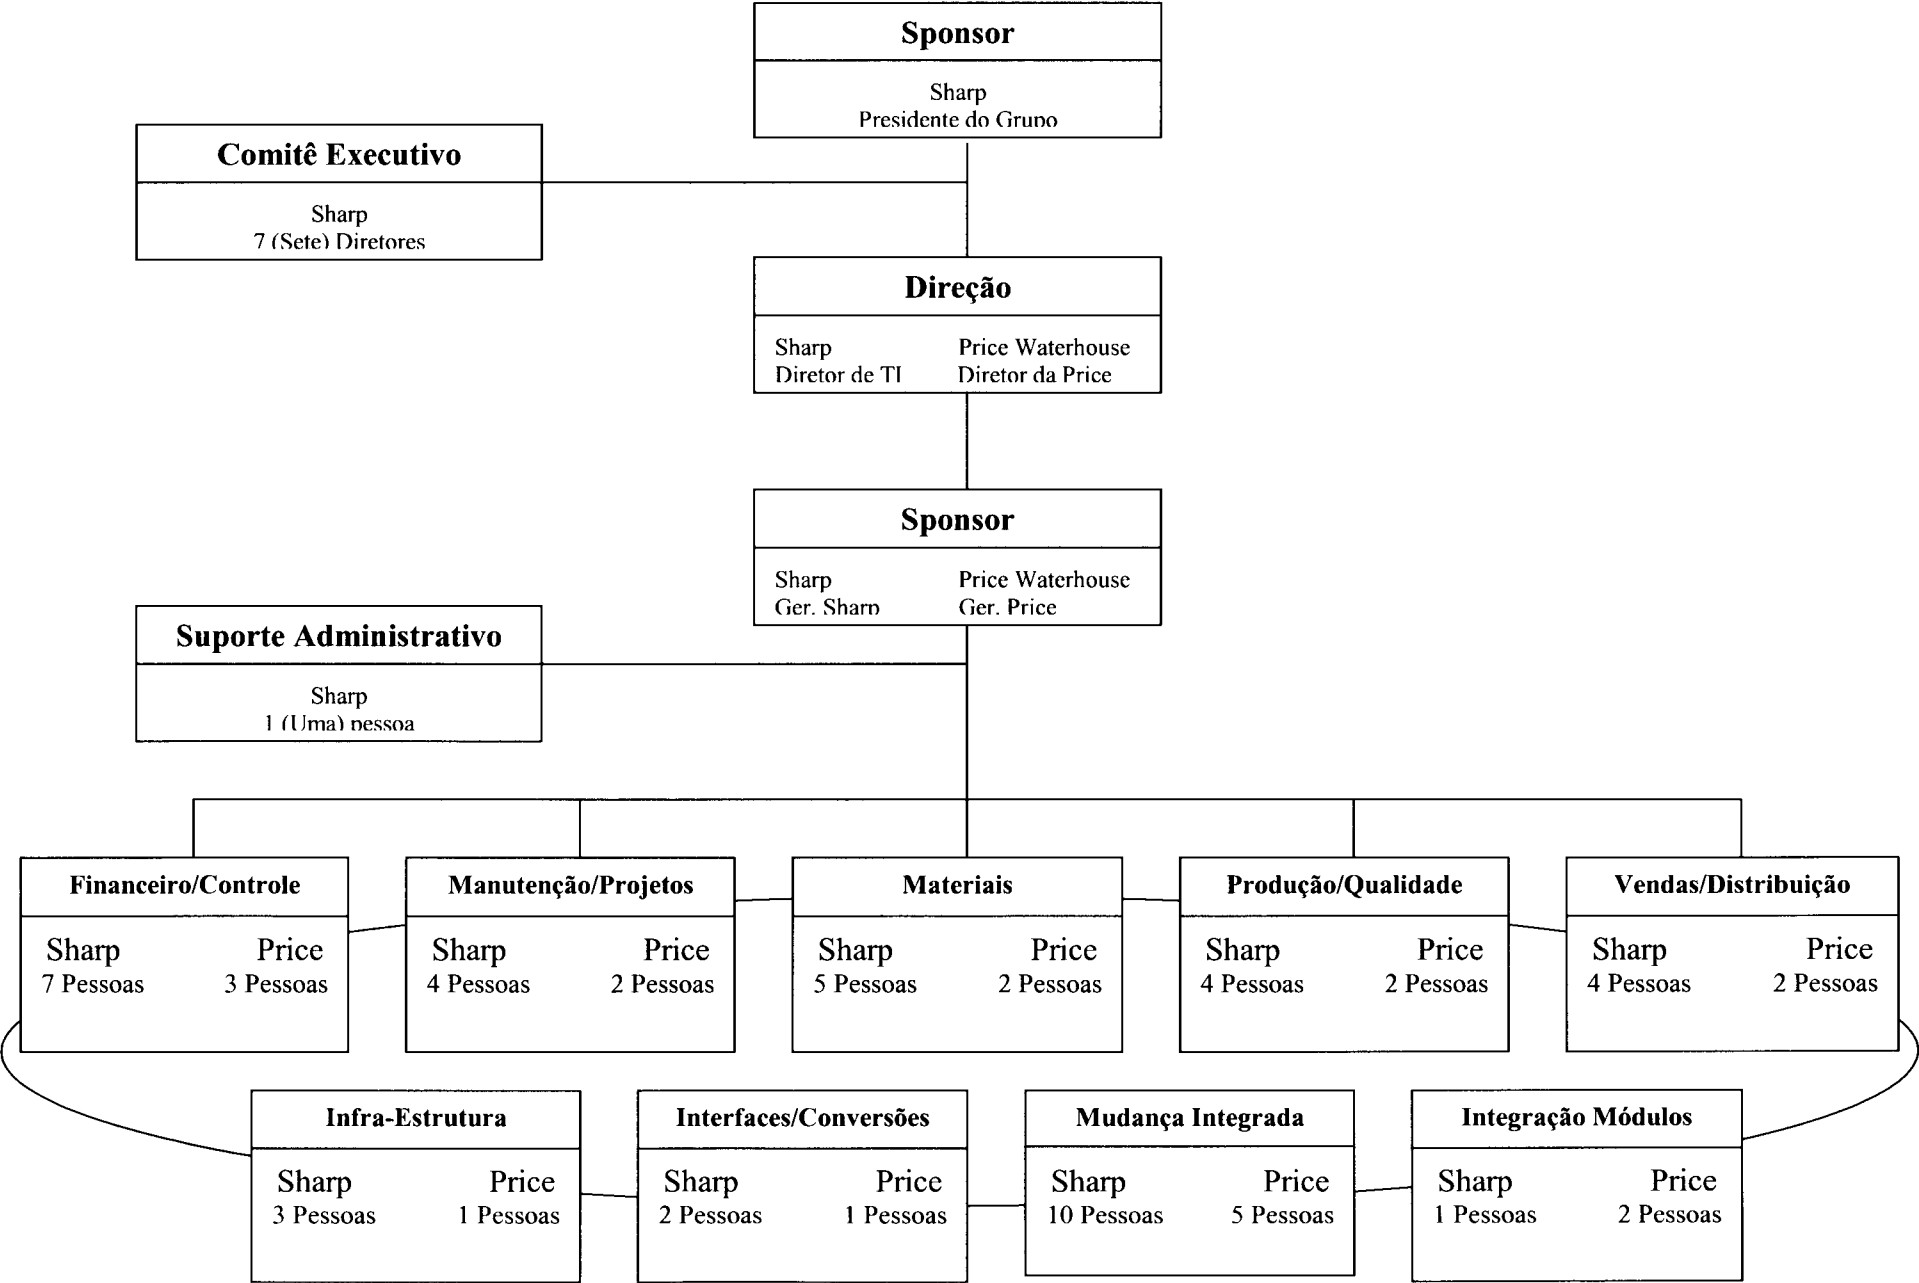 Sponsor
Sharp
Presidente do Grupo
Comitê Executivo
Sharp
7 (Sete) Diretores
Direção
Sharp Price Waterhouse
Diretor de TI Diretor da Price
Sponsor
Sharp Price Waterhouse
Ger. Sharp Ger. Price
Suporte Administrativo
Sharp
1 (Uma) pessoa
Financeiro/Controle Manutenção/Projetos Materiais Produção/Qualidade Vendas/Distribuição
Sharp Price Sharp Price Sharp Price Sharp Price Sharp Price
7 Pessoas 3 Pessoas 4 Pessoas 2 Pessoas 5 Pessoas 2 Pessoas 4 Pessoas 2 Pessoas 4 Pessoas 2 Pessoas
Infra-Estrutura Interfaces/Conversões Mudança Integrada Integração Módulos
Sharp Price Sharp Price Sharp Price Sharp Price
3 Pessoas 1 Pessoas 2 Pessoas 1 Pessoas 10 Pessoas 5 Pessoas 1 Pessoas 2 Pessoas